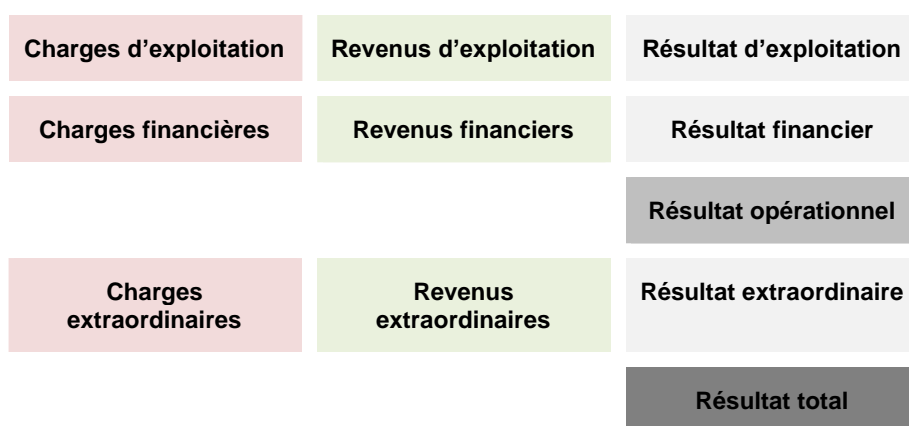 Charges d’exploitation
Revenus d’exploitation
Résultat d’exploitation
Charges financières
Revenus financiers
Résultat financier
Résultat opérationnel
Charges
extraordinaires
Revenus
extraordinaires
Résultat extraordinaire
Résultat total